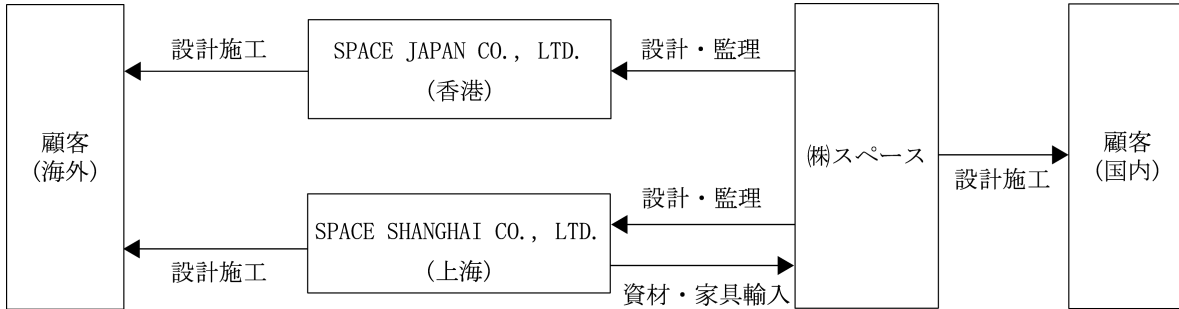 顧客
(海外)
設計施工
SPACE JAPAN CO., LTD.
(香港)
設計・監理
設計施工
SPACE SHANGHAI CO., LTD.
(上海)
設計・監理
資材・家具輸入
㈱スペース
設計施工
顧客
(国内)